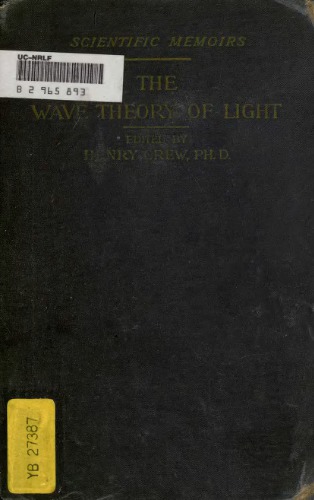 SCIENTIFIC MEMOIRS
UC-NRLF
B 2 965 893
THE
WAVE THEORY OF LIGHT
EDITED BY
HENRY CREW, PH.D.
YB 27387